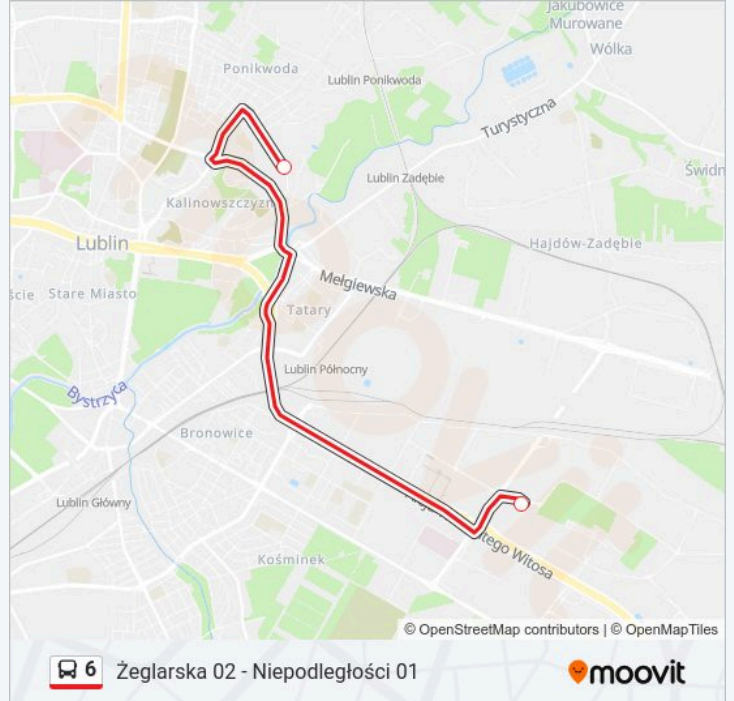 Jakubowice
Murowane
Wólka
Ponikwoda
Lublin Ponikwoda
Turystyczna
Świdn
Lublin Zadębie
Kalinowszczyzn
Lublin
Hajdów-Zadębie
Mełgiewska
ście
Stare Miasto
Tatary
Lublin Północny
Bystrzyca
Bronowice
Lublin Główny
tego Witosa
Kośminek
© OpenStreetMap contributors | © OpenMapTiles
6 Żeglarska 02 - Niepodległości 01
moovit